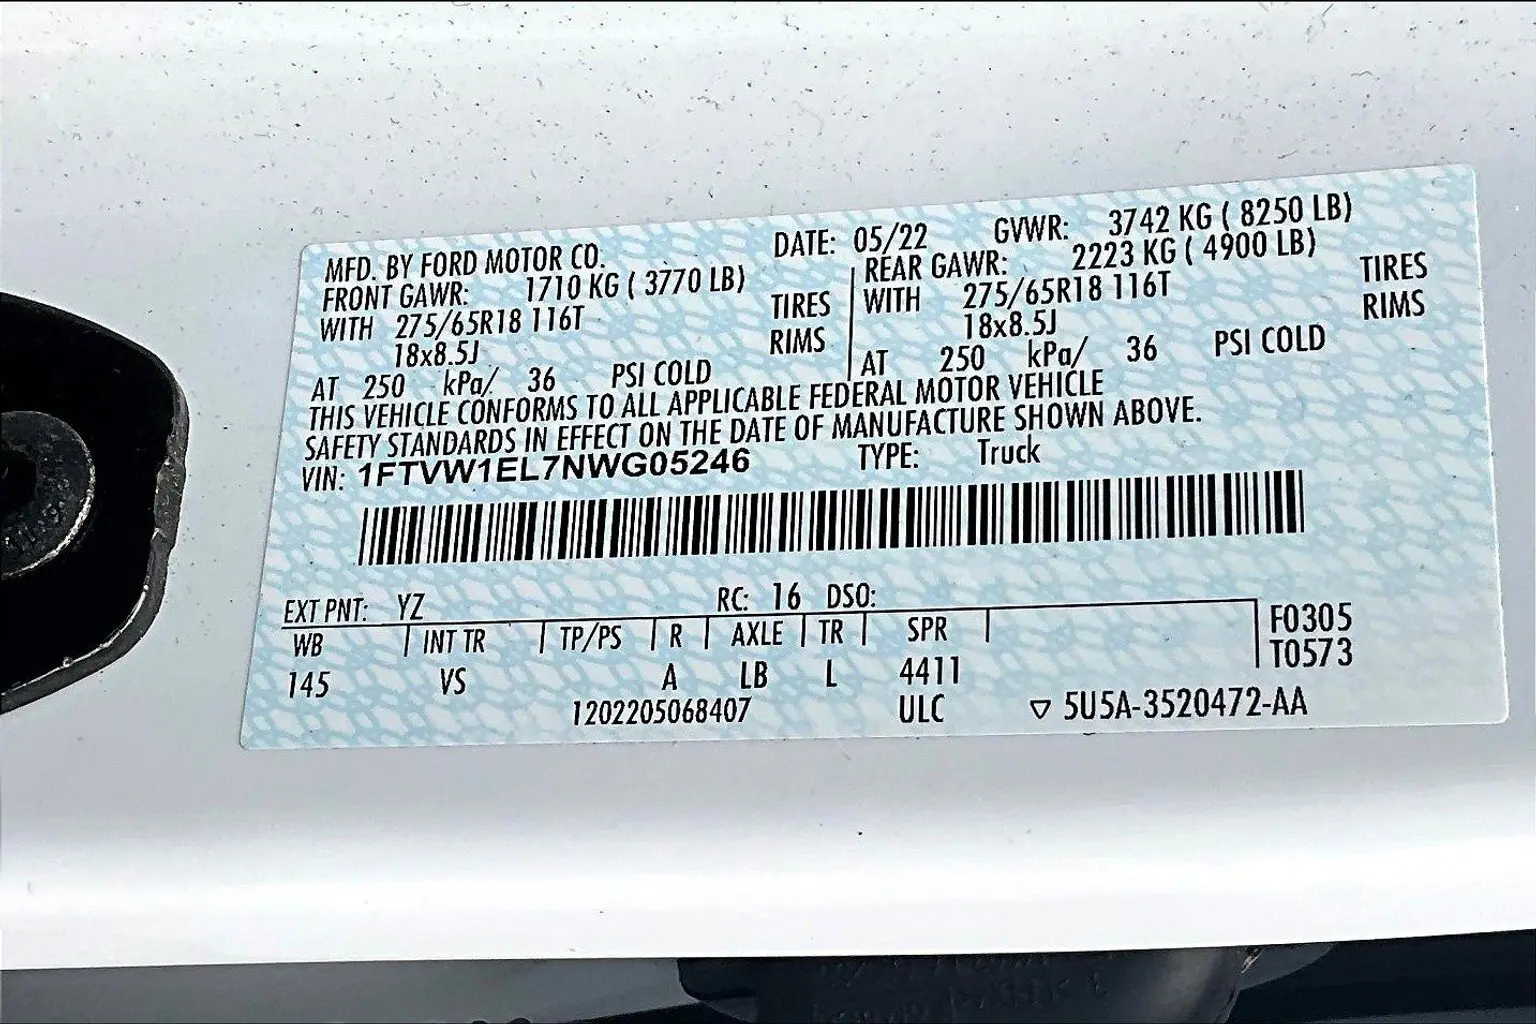 MFD. BY FORD MOTOR CO. DATE: 05/22 GVWR: 3742 KG ( 8250 LB)
FRONT GAWR: 1710 KG ( 3770 LB) REAR GAWR: 2223 KG ( 4900 LB)
WITH 275/65R18 116T TIRES WITH 275/65R18 116T TIRES
18x8.5J RIMS 18x8.5J RIMS
AT 250 kPa/ 36 PSI COLD AT 250 kPa/ 36 PSI COLD
THIS VEHICLE CONFORMS TO ALL APPLICABLE FEDERAL MOTOR VEHICLE
SAFETY STANDARDS IN EFFECT ON THE DATE OF MANUFACTURE SHOWN ABOVE.
VIN: 1FTVW1EL7NWG05246 TYPE: Truck
EXT PNT: YZ RC: 16 DSO:
WB INT TR TP/PS R AXLE TR SPR F0305
145 VS A LB L 4411 T0573
1202205068407 ULC ▽ 5U5A-3520472-AA